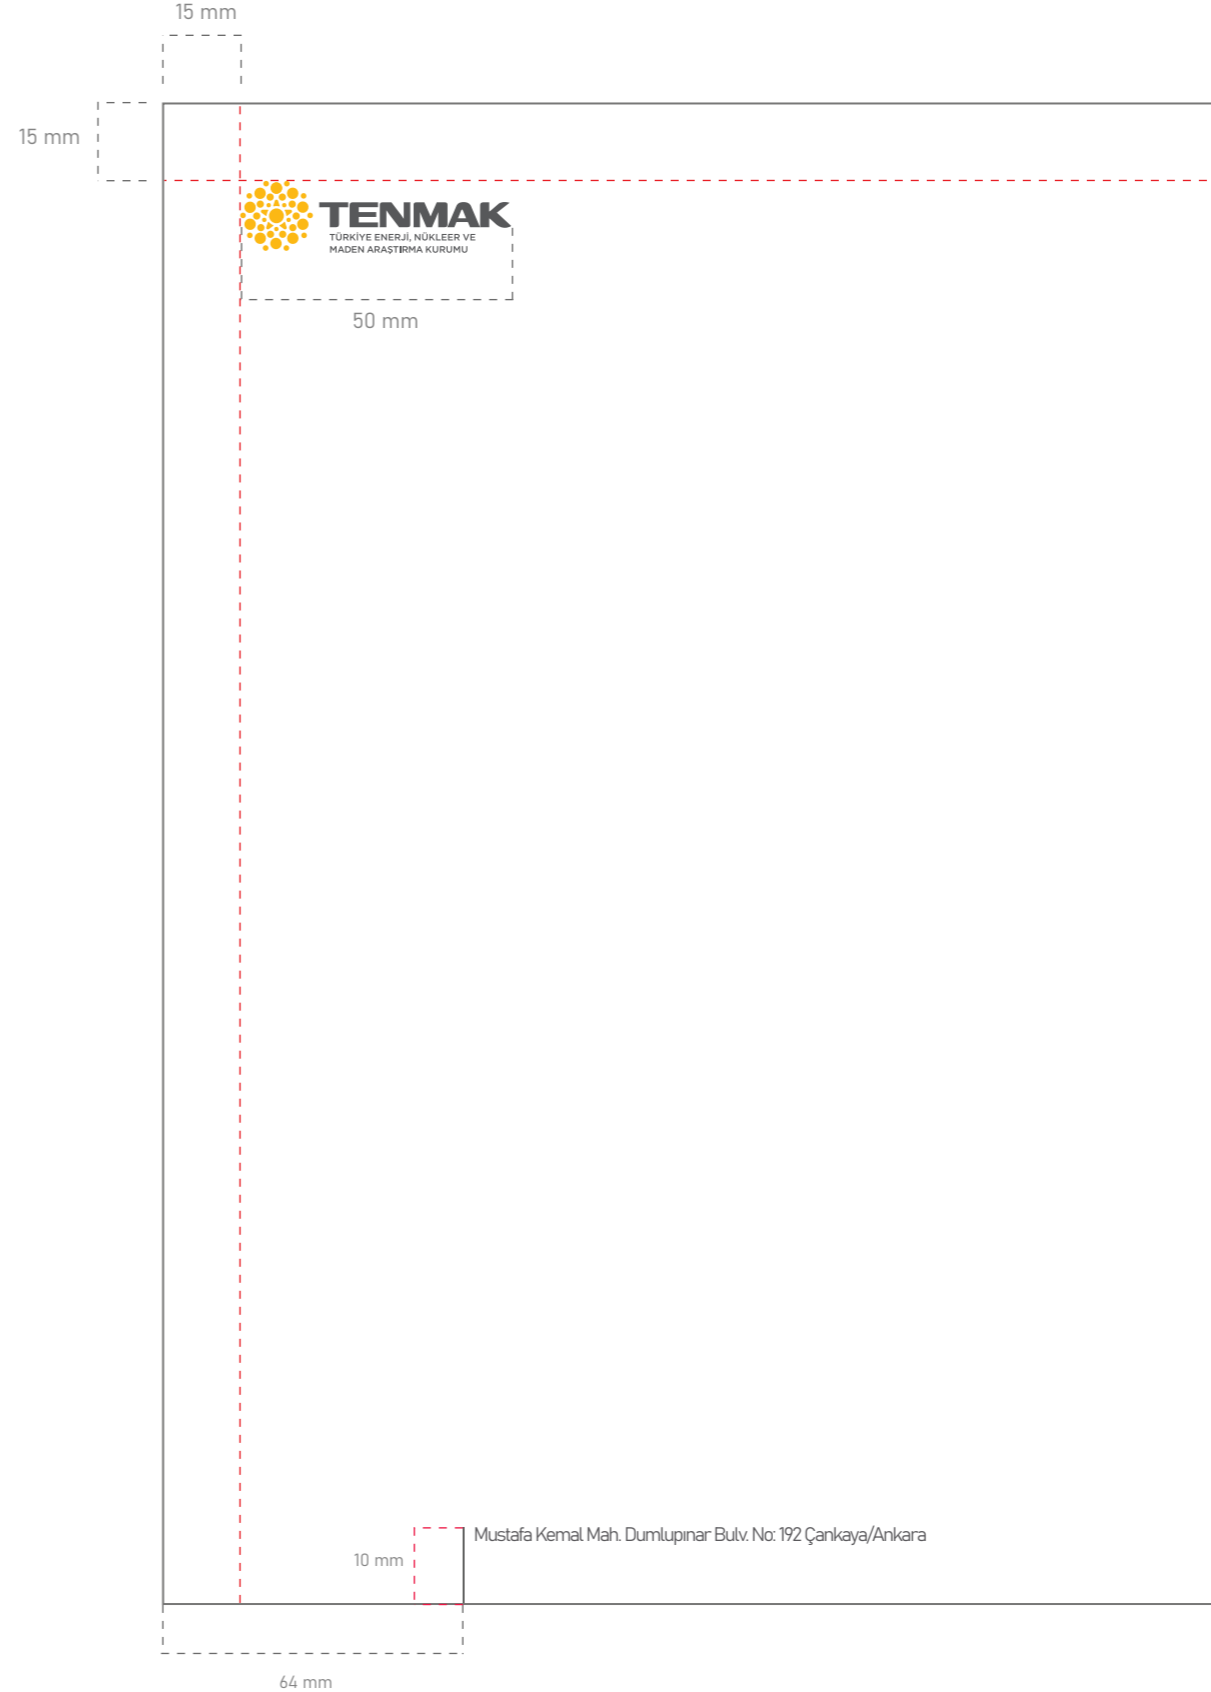 15 mm
15 mm
TENMAK
TÜRKİYE ENERJİ, NÜKLEER VE
MADEN ARAŞTIRMA KURUMU
50 mm
Mustafa Kemal Mah. Dumlupınar Bulv. No: 192 Çankaya/Ankara
10 mm
64 mm